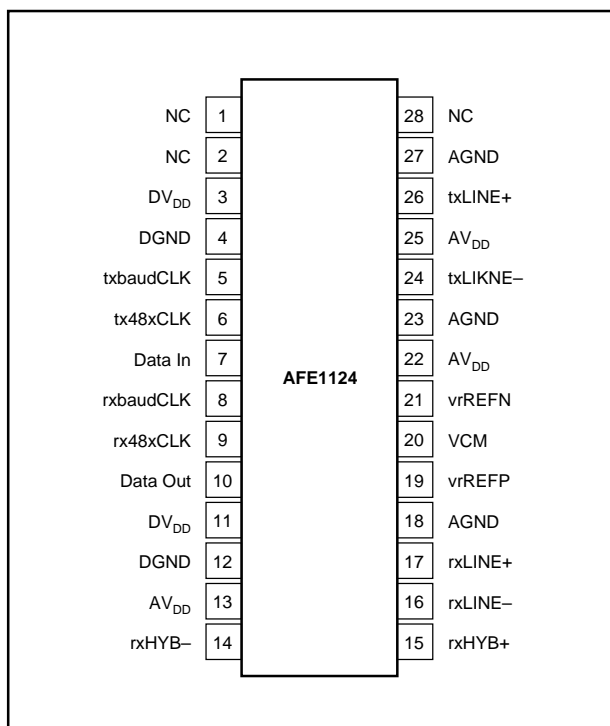 NC 1 28 NC
NC 2 27 AGND
DVDD 3 26 txLINE+
DGND 4 25 AVDD
txbaudCLK 5 24 txLIKNE–
tx48xCLK 6 23 AGND
Data In 7 22 AVDD
AFE1124
rxbaudCLK 8 21 vrREFN
rx48xCLK 9 20 VCM
Data Out 10 19 vrREFP
DVDD 11 18 AGND
DGND 12 17 rxLINE+
AVDD 13 16 rxLINE–
rxHYB– 14 15 rxHYB+